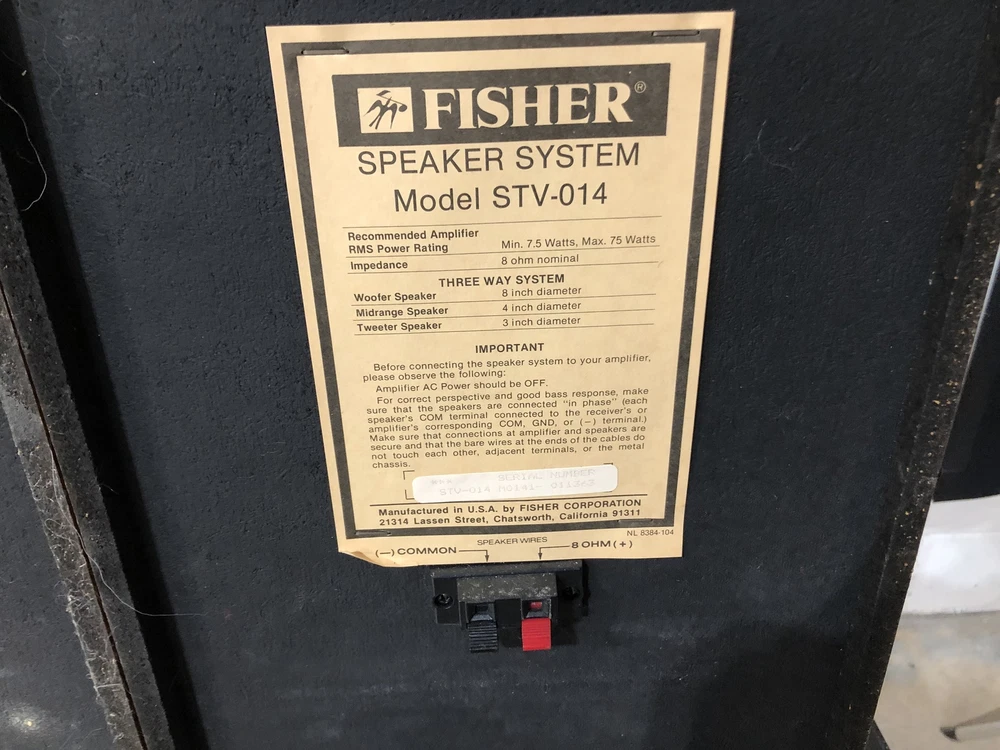 FISHER®
SPEAKER SYSTEM
Model STV-014
Recommended Amplifier
RMS Power Rating Min. 7.5 Watts, Max. 75 Watts
Impedance 8 ohm nominal
THREE WAY SYSTEM
Woofer Speaker 8 inch diameter
Midrange Speaker 4 inch diameter
Tweeter Speaker 3 inch diameter
IMPORTANT
Before connecting the speaker system to your amplifier,
please observe the following:
Amplifier AC Power should be OFF.
For correct perspective and good bass response, make
sure that the speakers are connected "in phase" (each
speaker's COM terminal connected to the receiver's or
amplifier's corresponding COM, GND, or (−) terminal.)
Make sure that connections at amplifier and speakers are
secure and that the bare wires at the ends of the cables do
not touch each other, adjacent terminals, or the metal
chassis.
SERIAL NUMBER
STV-014
Manufactured in U.S.A. by FISHER CORPORATION
21314 Lassen Street, Chatsworth, California 91311
NL 8384-104
SPEAKER WIRES
(−) COMMON 8 OHM (+)